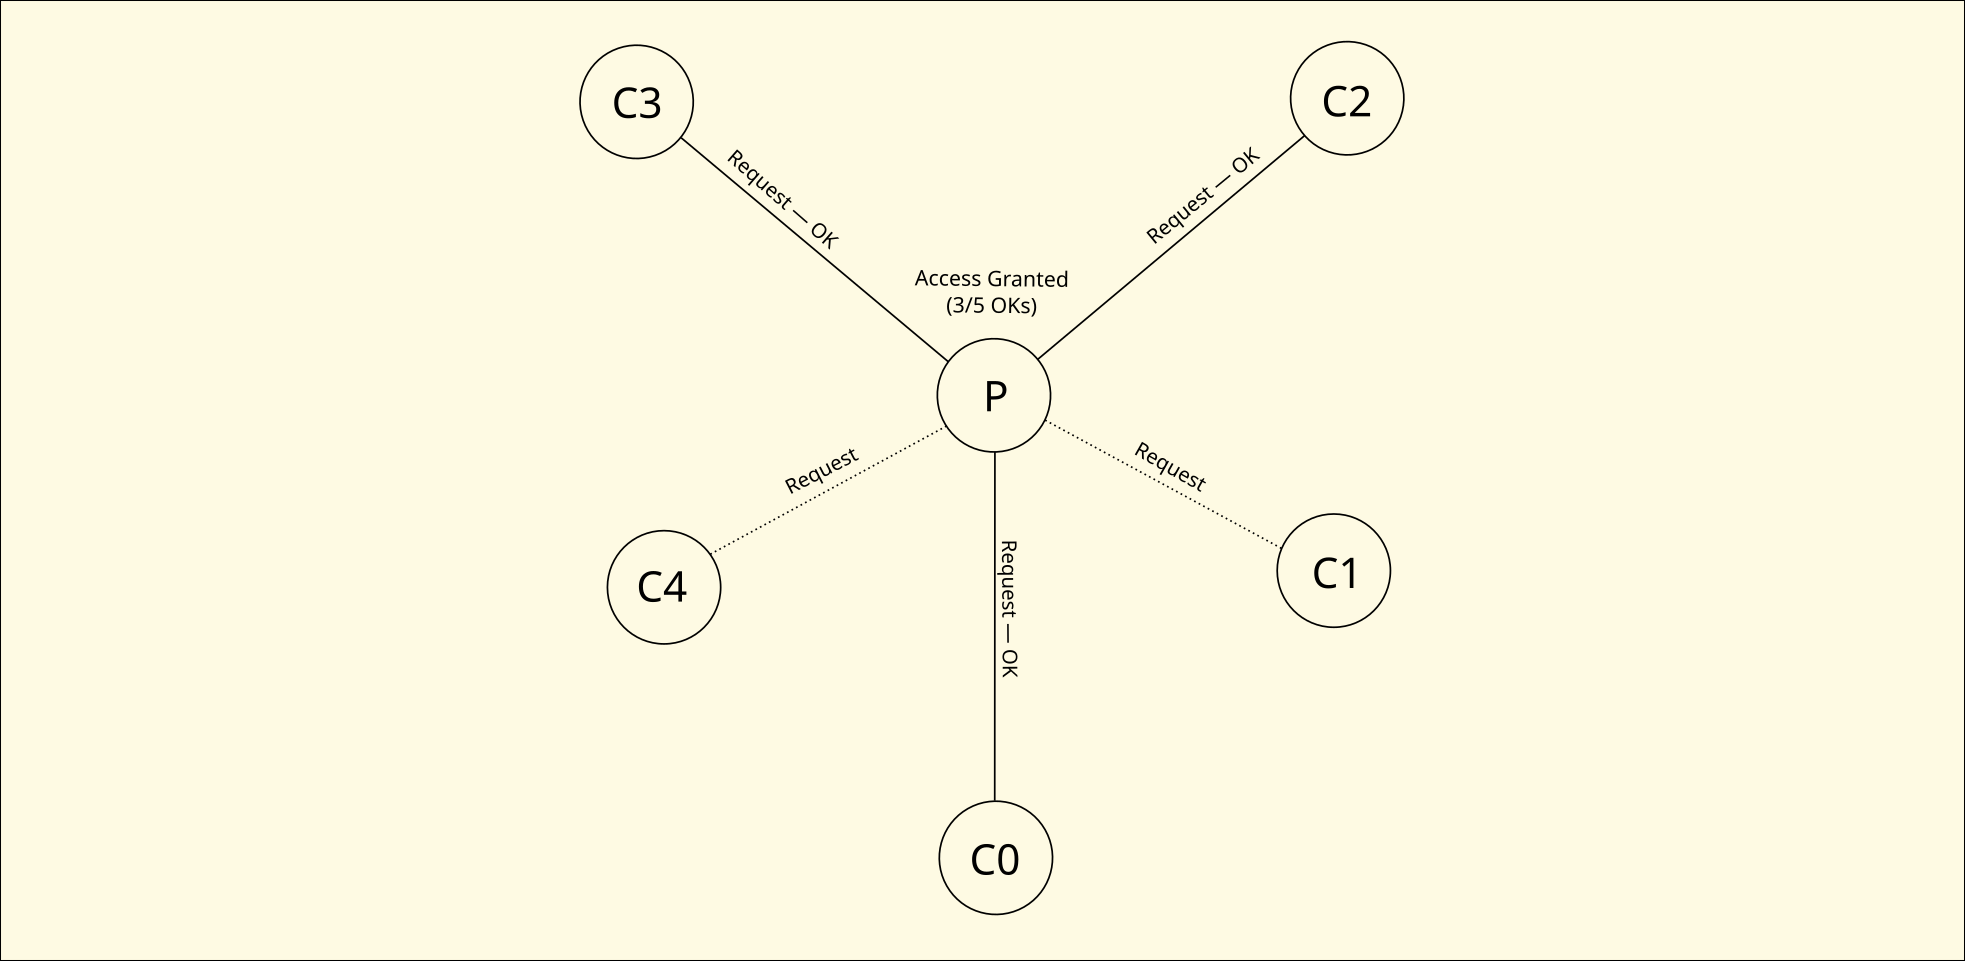 C3
C2
Request — OK
Request — OK
Access Granted
(3/5 OKs)
P
Request
Request
C4
C1
Request — OK
C0